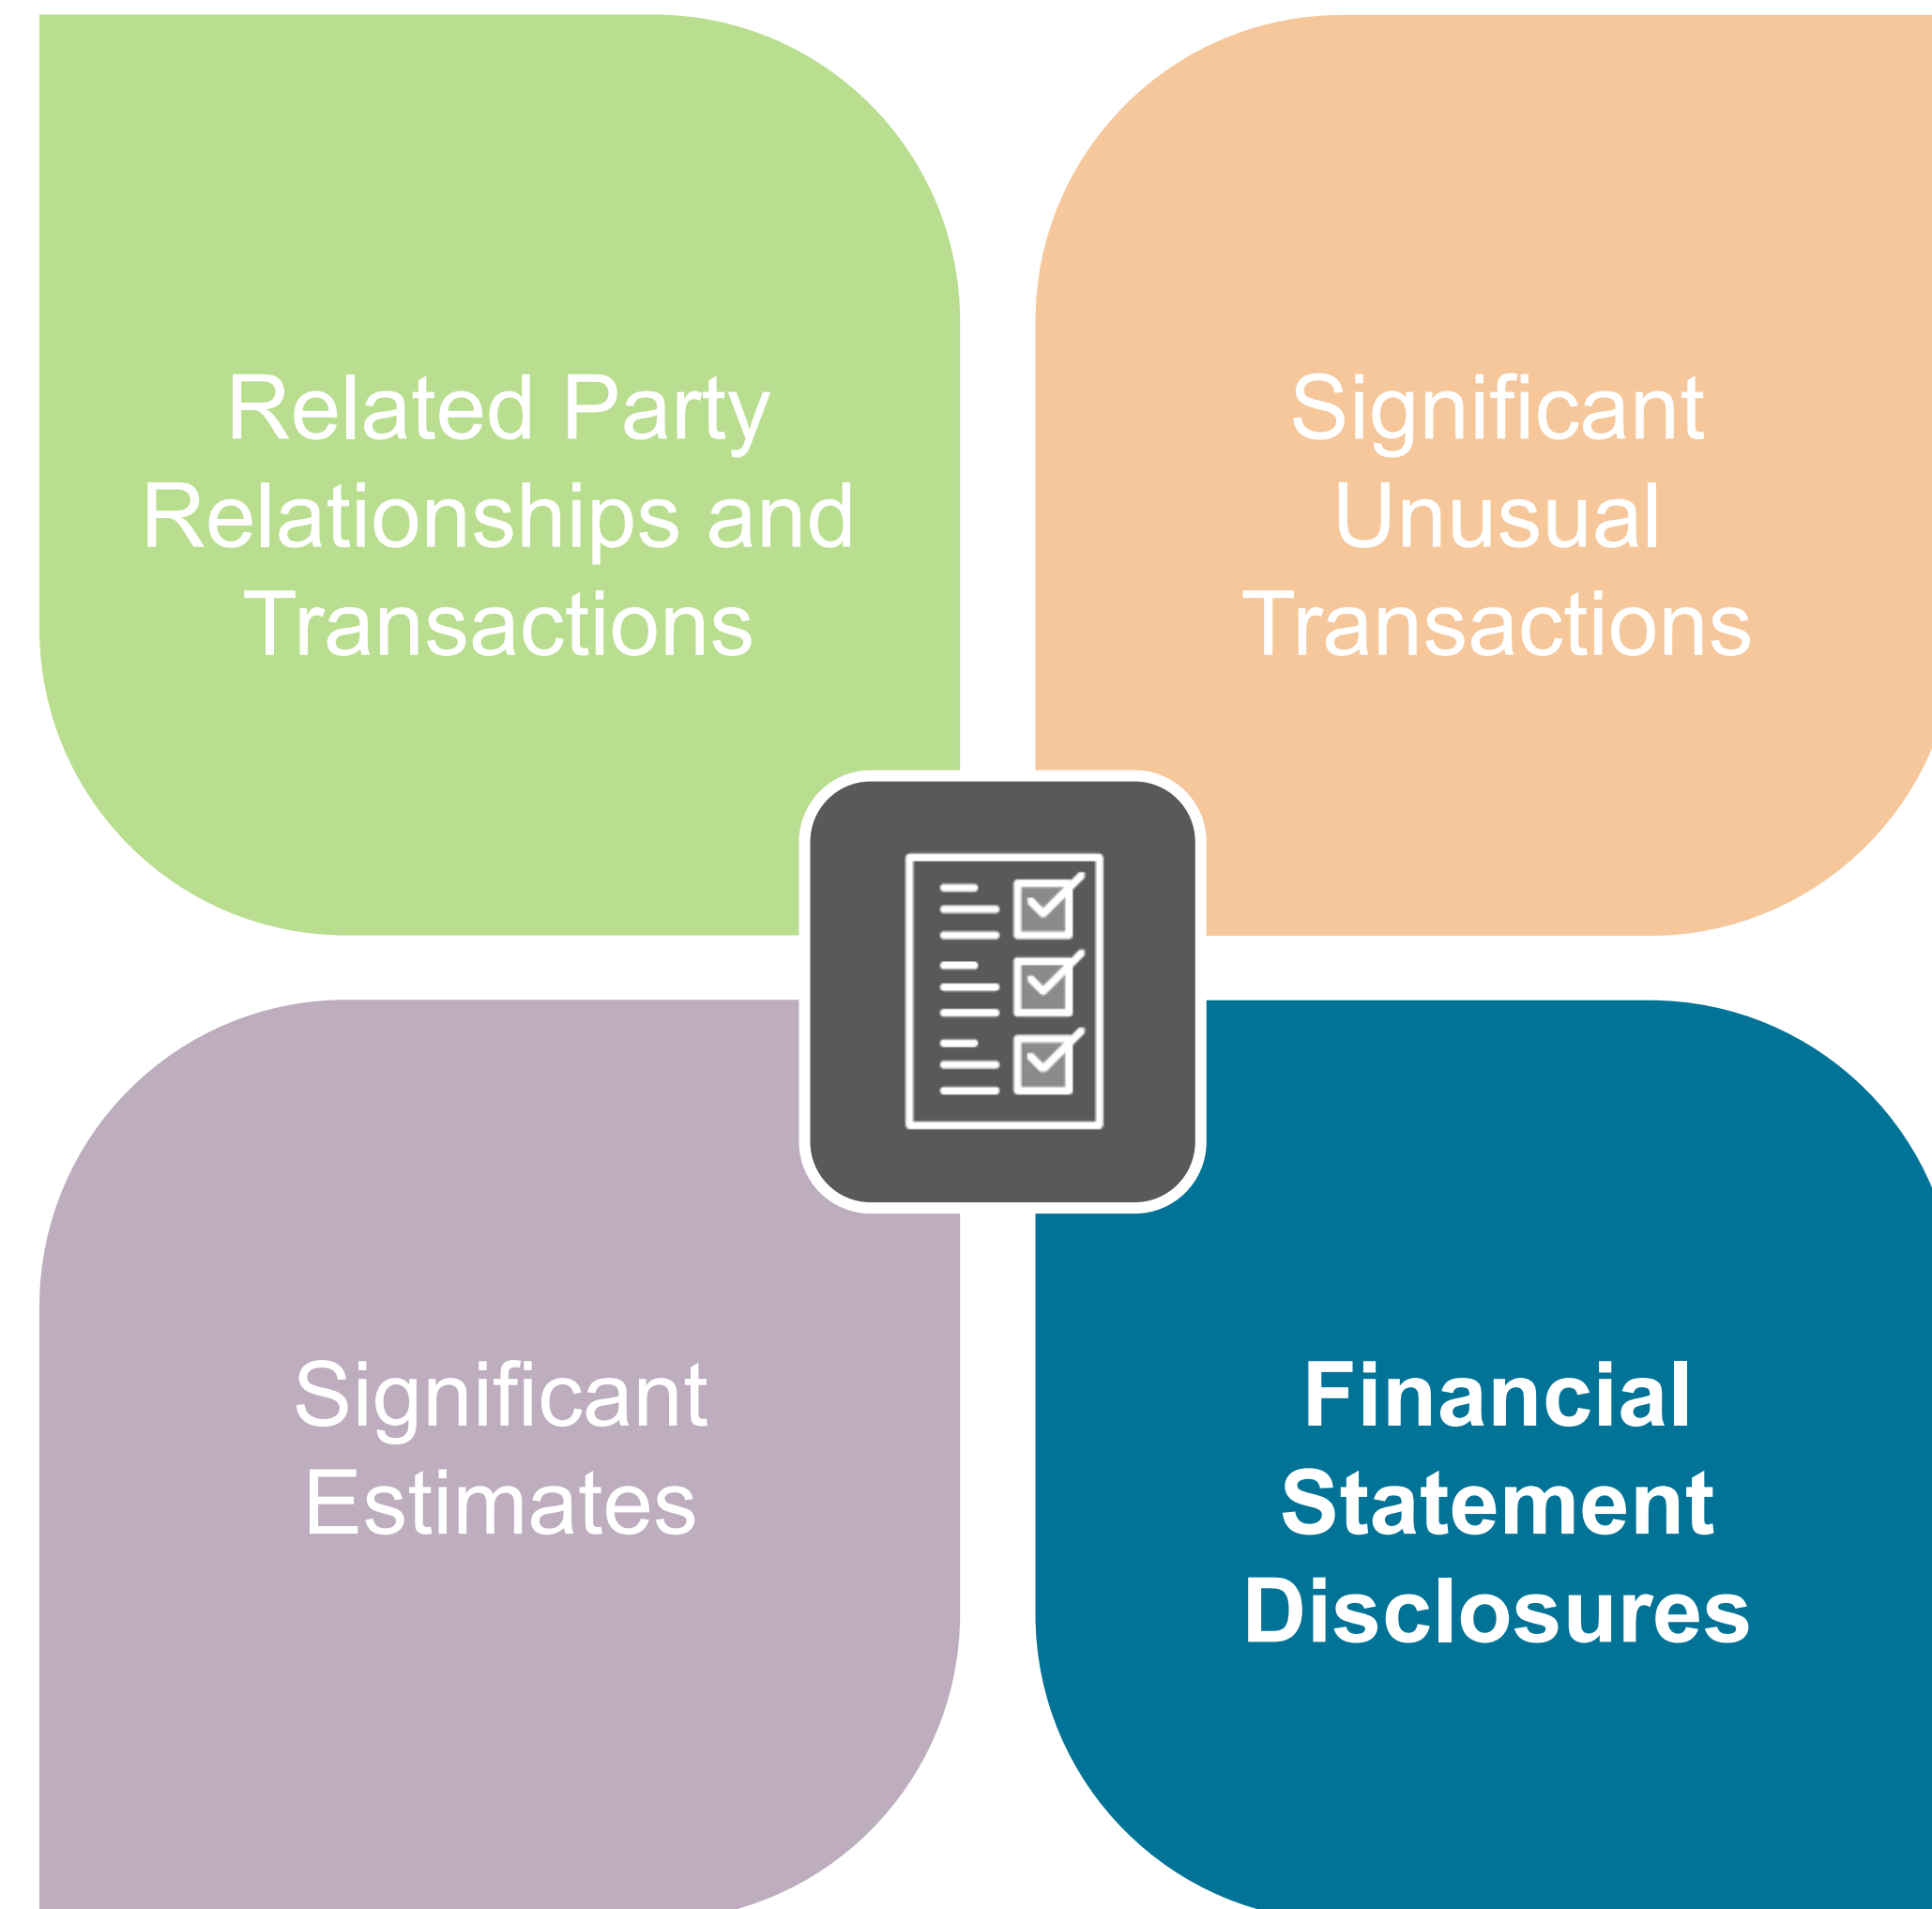 Related Party
Relationships and
Transactions
Significant
Unusual
Transactions
Significant
Estimates
Financial
Statement
Disclosures